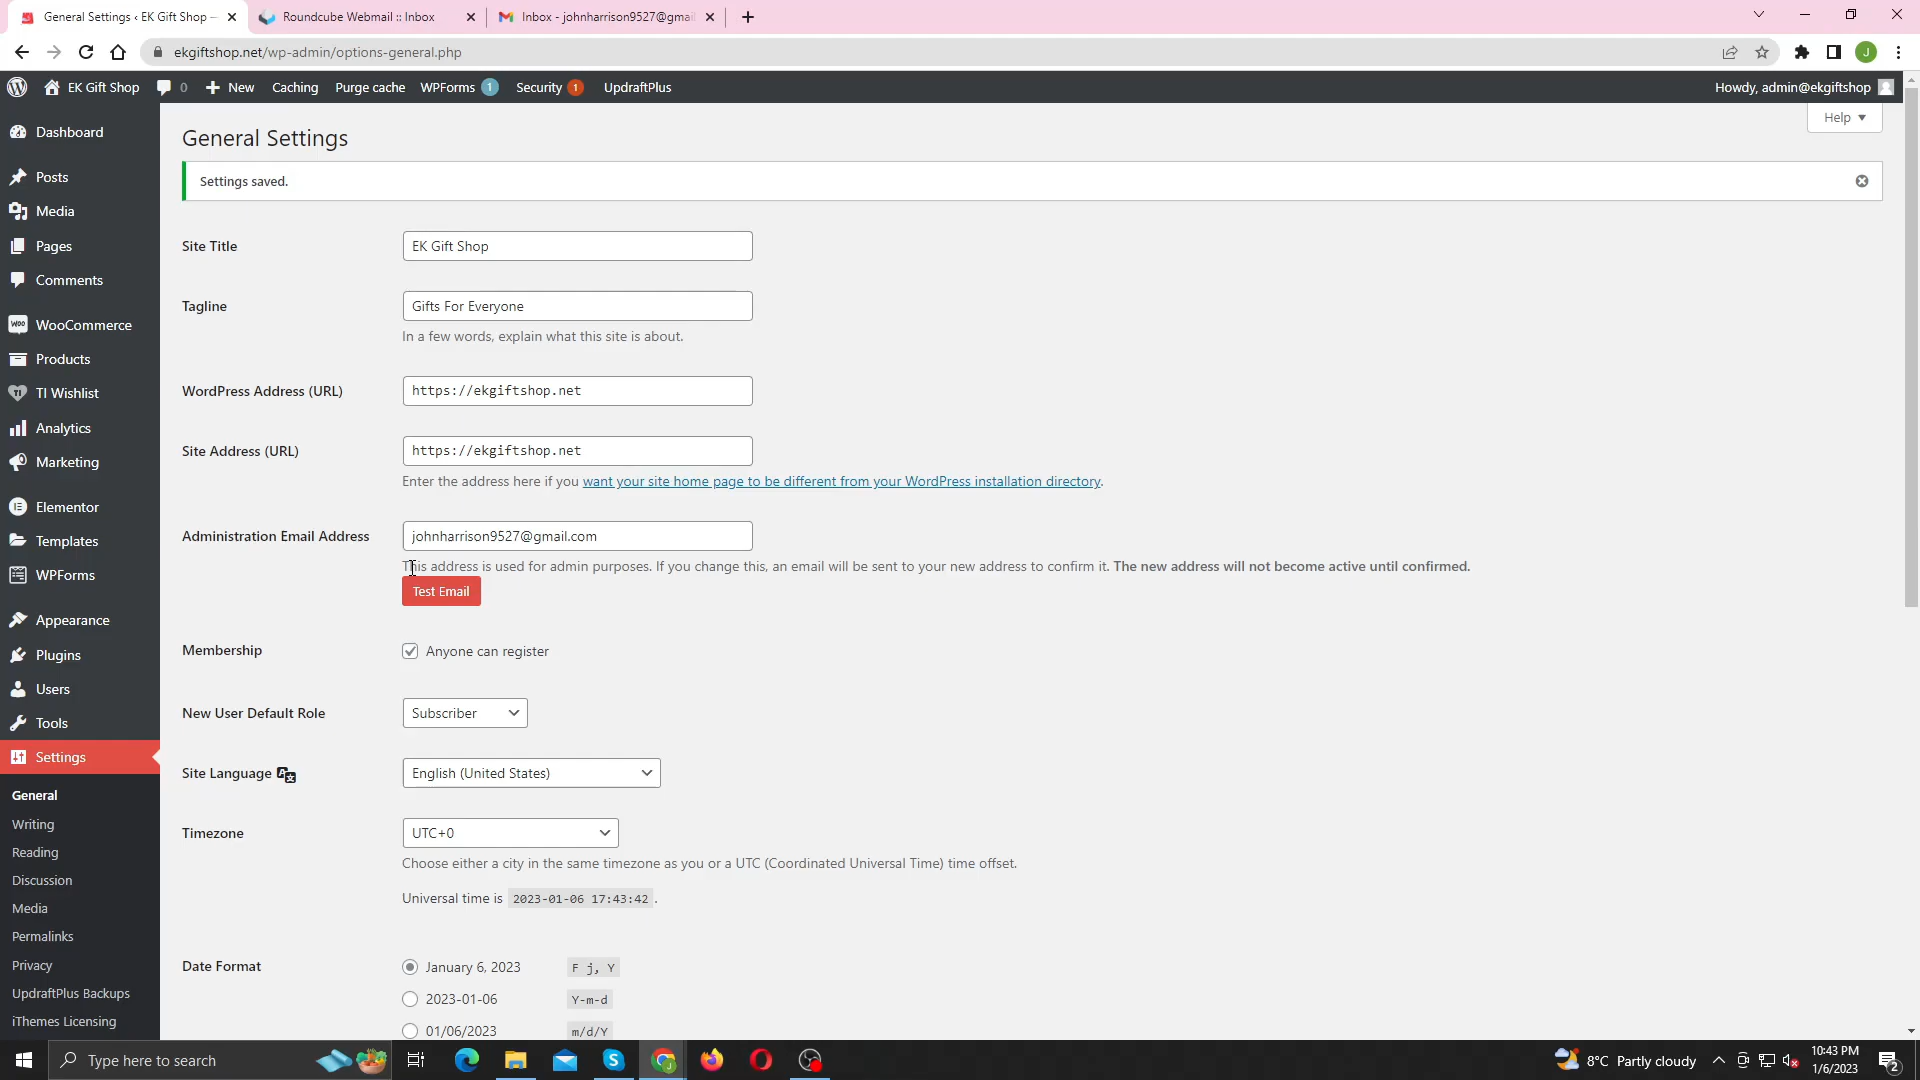 General Settings ‹ EK Gift Shop —
Roundcube Webmail :: Inbox
Inbox - johnharrison9527@gmai
ekgiftshop.net/wp-admin/options-general.php
J
EK Gift Shop
0
New
Caching
Purge cache
WPForms 1
Security 1
UpdraftPlus
Howdy, admin@ekgiftshop
Help
Dashboard
Posts
Media
Pages
Comments
WooCommerce
Products
TI Wishlist
Analytics
Marketing
Elementor
Templates
WPForms
Appearance
Plugins
Users
Tools
Settings
General
Writing
Reading
Discussion
Media
Permalinks
Privacy
UpdraftPlus Backups
iThemes Licensing
General Settings
Settings saved.
Site Title
EK Gift Shop
Tagline
Gifts For Everyone
In a few words, explain what this site is about.
WordPress Address (URL)
https://ekgiftshop.net
Site Address (URL)
https://ekgiftshop.net
Enter the address here if you want your site home page to be different from your WordPress installation directory.
Administration Email Address
johnharrison9527@gmail.com
This address is used for admin purposes. If you change this, an email will be sent to your new address to confirm it. The new address will not become active until confirmed.
Test Email
Membership
Anyone can register
New User Default Role
Subscriber
Site Language
English (United States)
Timezone
UTC+0
Choose either a city in the same timezone as you or a UTC (Coordinated Universal Time) time offset.
Universal time is 2023-01-06 17:43:42 .
Date Format
January 6, 2023 F j, Y
2023-01-06 Y-m-d
01/06/2023 m/d/Y
Type here to search
8°C Partly cloudy
10:43 PM
1/6/2023
2